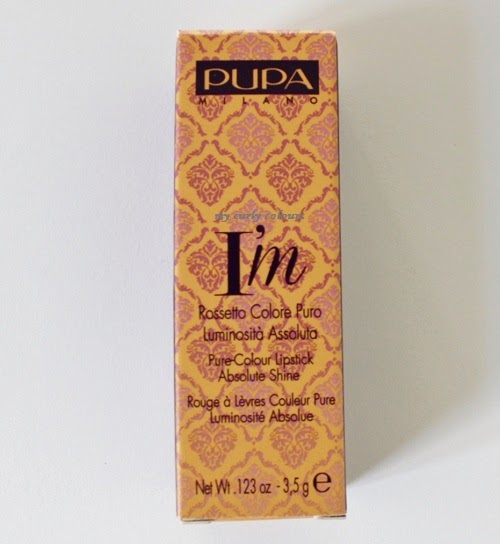 PUPA
MILANO
my curly colours
I'm
Rossetto Colore Puro
Luminosità Assoluta
Pure-Colour Lipstick
Absolute Shine
Rouge à Lèvres Couleur Pure
Luminosité Absolue
Net Wt .123 oz - 3,5 g ℮